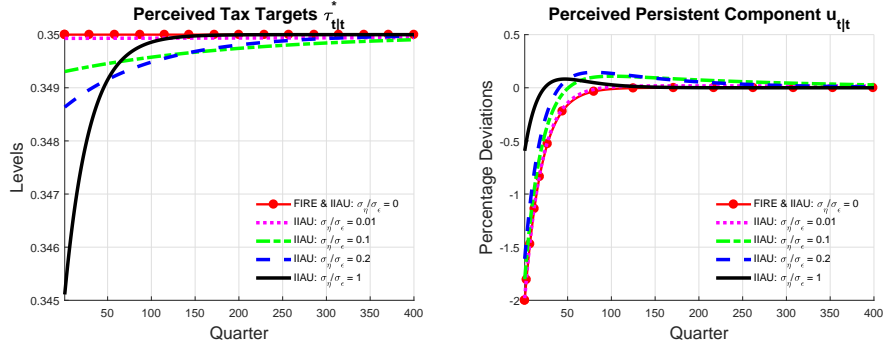 Perceived Tax Targets τ*t|t
0.35
0.349
0.348
0.347
0.346
0.345
Levels
FIRE & IIAU: ση/σϵ = 0
IIAU: ση/σϵ = 0.01
IIAU: ση/σϵ = 0.1
IIAU: ση/σϵ = 0.2
IIAU: ση/σϵ = 1
50 100 150 200 250 300 350 400
Quarter
Perceived Persistent Component ut|t
0.5
0
-0.5
-1
-1.5
-2
Percentage Deviations
FIRE & IIAU: ση/σϵ = 0
IIAU: ση/σϵ = 0.01
IIAU: ση/σϵ = 0.1
IIAU: ση/σϵ = 0.2
IIAU: ση/σϵ = 1
50 100 150 200 250 300 350 400
Quarter